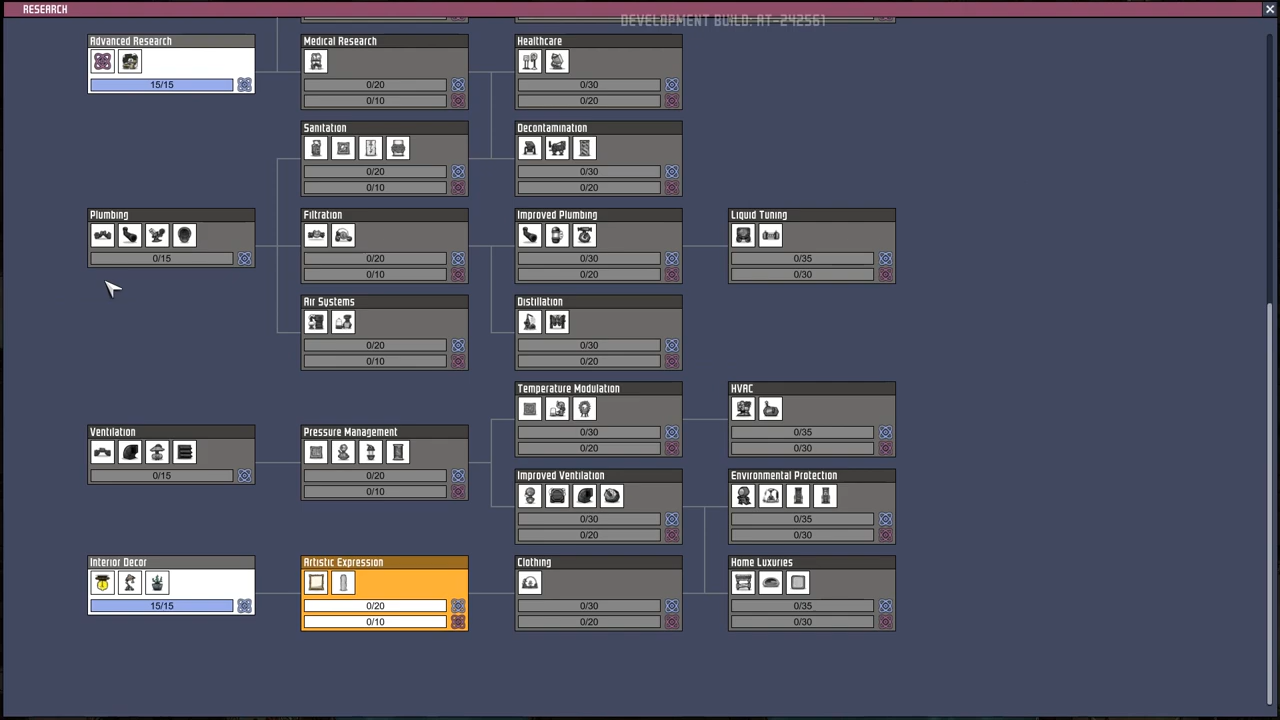 RESEARCH
DEVELOPMENT BUILD: AT-242561
Advanced Research
15/15
Medical Research
0/20
0/10
Healthcare
0/30
0/20
Sanitation
0/20
0/10
Decontamination
0/30
0/20
Plumbing
0/15
Filtration
0/20
0/10
Improved Plumbing
0/30
0/20
Liquid Tuning
0/35
0/30
Air Systems
0/20
0/10
Distillation
0/30
0/20
Temperature Modulation
0/30
0/20
HVAC
0/35
0/30
Ventilation
0/15
Pressure Management
0/20
0/10
Improved Ventilation
0/30
0/20
Environmental Protection
0/35
0/30
Interior Decor
15/15
Artistic Expression
0/20
0/10
Clothing
0/30
0/20
Home Luxuries
0/35
0/30